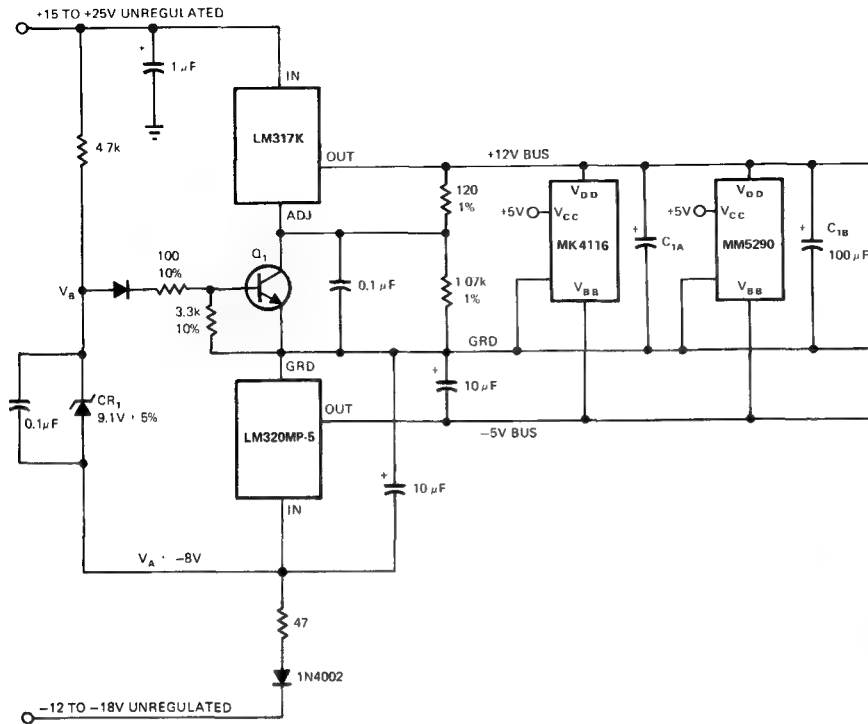 +15 TO +25V UNREGULATED
+
1 μF
IN
LM317K
4.7k
OUT
+12V BUS
ADJ
120
1%
VDD
+5V
VCC
MK4116
VBB
+
C1A
VDD
+5V
VCC
MM5290
VBB
+
C1B
100 μF
Q1
100
10%
VB
3.3k
10%
0.1 μF
1.07k
1%
GRD
GRD
+
10 μF
0.1μF
CR1
9.1V · 5%
LM320MP-5
OUT
−5V BUS
+
10 μF
IN
VA · −8V
47
1N4002
−12 TO −18V UNREGULATED